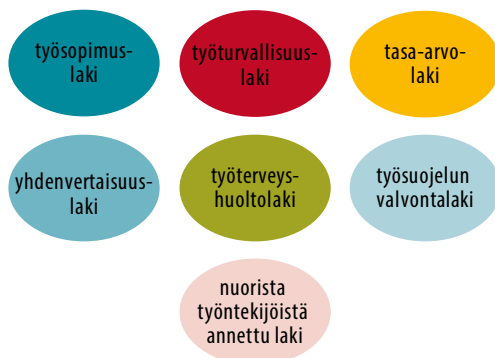 työsopimus-
laki
työturvallisuus-
laki
tasa-arvo-
laki
yhdenvertaisuus-
laki
työterveys-
huoltolaki
työsuojelun
valvontalaki
nuorista
työntekijöistä
annettu laki